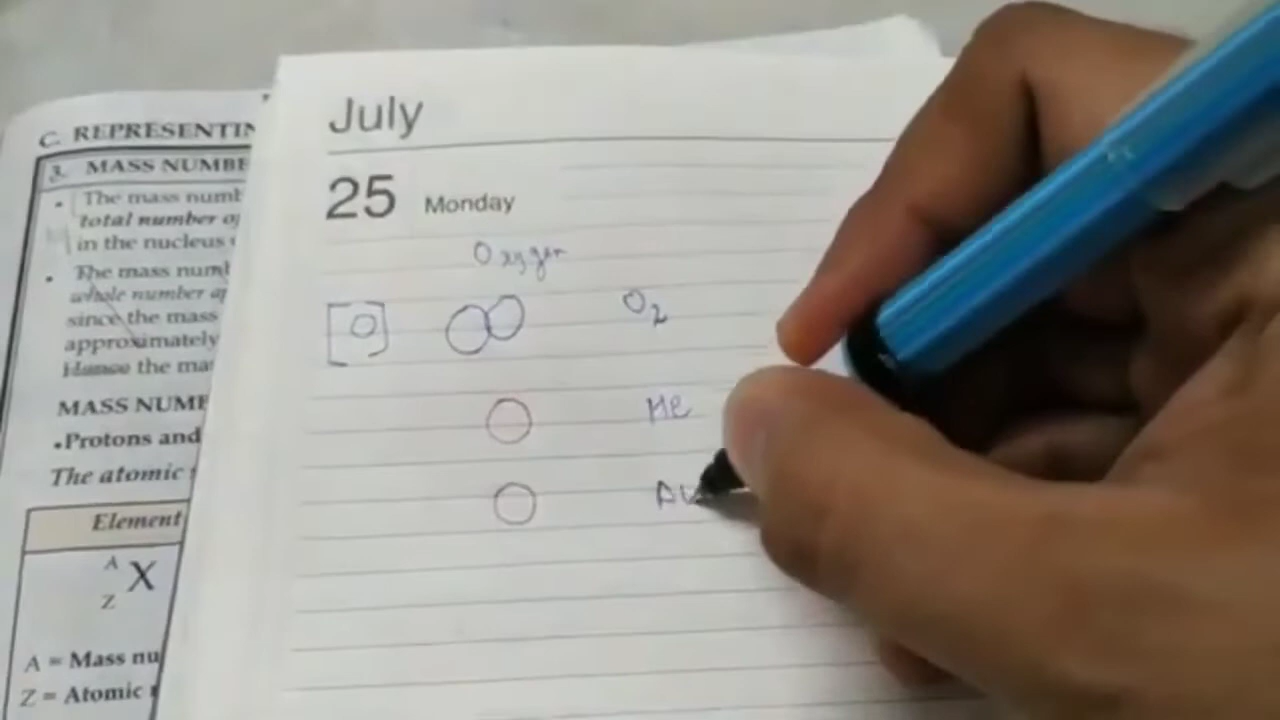 C. REPRESENTIN
3. MASS NUMBE
• The mass numb
total number of
in the nucleus
• The mass numb
whole number ap
since the mass
approximately
Hence the ma
MASS NUMB
•Protons and
The atomic
Element
A
X
Z
A = Mass nu
Z = Atomic
July
25 Monday
Oxygen
O O2
He